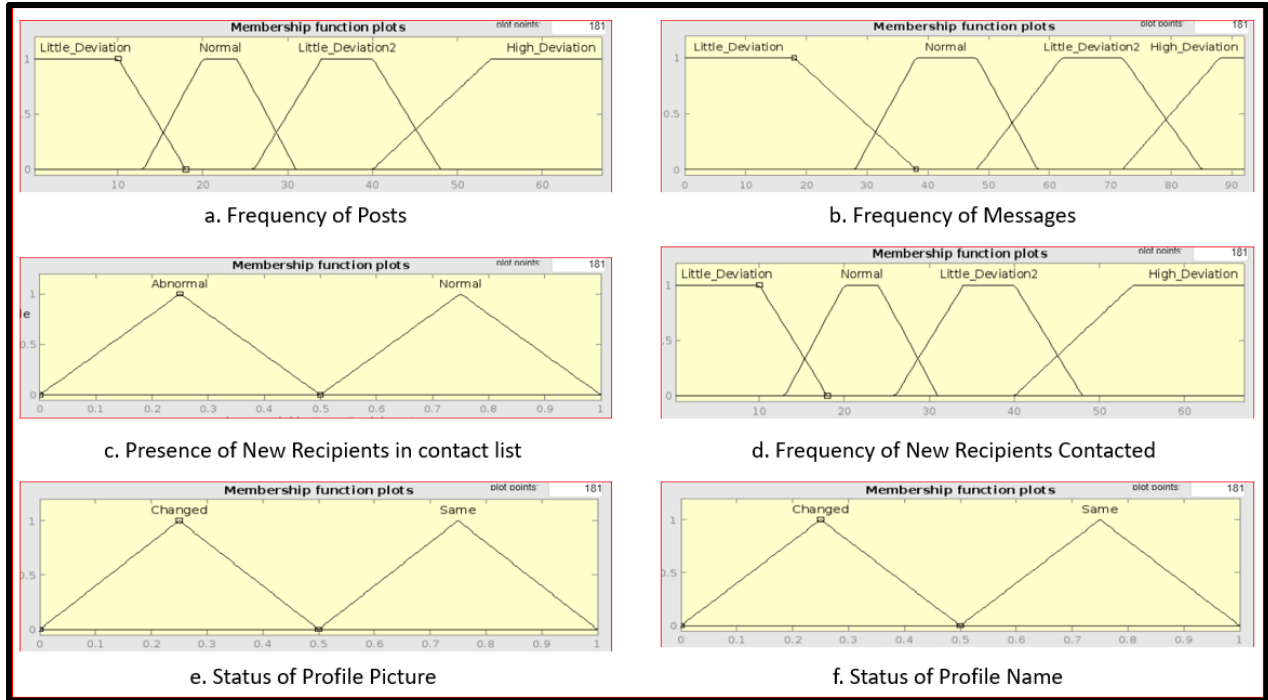 Membership function plots plot points: 181
Little_Deviation Normal Little_Deviation2 High_Deviation
1
0
10 20 30 40 50 60
a. Frequency of Posts
Membership function plots plot points: 181
Little_Deviation Normal Little_Deviation2 High_Deviation
1
0.5
0
0 10 20 30 40 50 60 70 80 90
b. Frequency of Messages
Membership function plots plot points: 181
Abnormal Normal
1
0.5
0
0 0.1 0.2 0.3 0.4 0.5 0.6 0.7 0.8 0.9 1
c. Presence of New Recipients in contact list
Membership function plots plot points: 181
Little_Deviation Normal Little_Deviation2 High_Deviation
1
.5
0
10 20 30 40 50 60
d. Frequency of New Recipients Contacted
Membership function plots plot points: 181
Changed Same
1
0.5
0
0 0.1 0.2 0.3 0.4 0.5 0.6 0.7 0.8 0.9 1
e. Status of Profile Picture
Membership function plots plot points: 181
Changed Same
1
0.5
0
0 0.1 0.2 0.3 0.4 0.5 0.6 0.7 0.8 0.9 1
f. Status of Profile Name